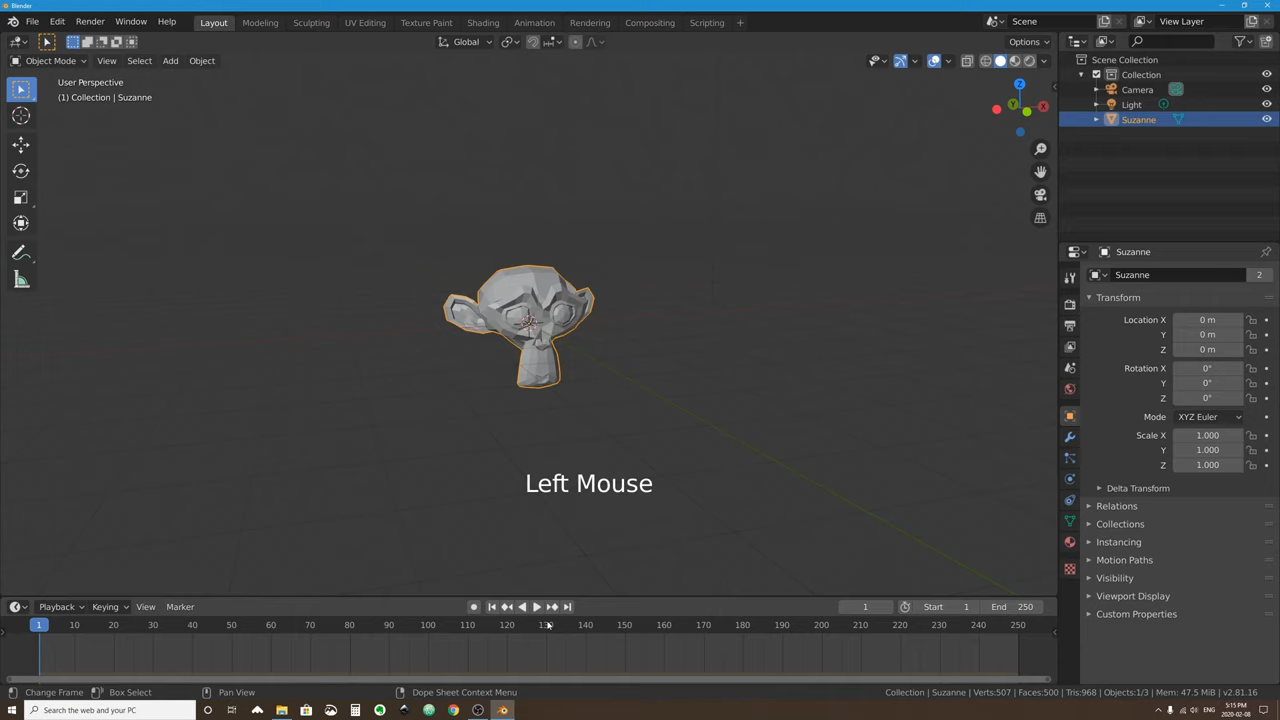 Blender
File Edit Render Window Help Layout Modeling Sculpting UV Editing Texture Paint Shading Animation Rendering Compositing Scripting + Scene View Layer
Global Options
Object Mode View Select Add Object
User Perspective
(1) Collection | Suzanne
X
Y
Z
Scene Collection
Collection
Camera
Light
Suzanne
Suzanne
Suzanne 2
Transform
Location X 0 m
Y 0 m
Z 0 m
Rotation X 0°
Y 0°
Z 0°
Mode XYZ Euler
Scale X 1.000
Y 1.000
Z 1.000
Delta Transform
Relations
Collections
Instancing
Motion Paths
Visibility
Viewport Display
Custom Properties
Left Mouse
Playback Keying View Marker 1 Start 1 End 250
1 10 20 30 40 50 60 70 80 90 100 110 120 130 140 150 160 170 180 190 200 210 220 230 240 250
Change Frame Box Select Pan View Dope Sheet Context Menu Collection | Suzanne | Verts:507 | Faces:500 | Tris:968 | Objects:1/3 | Mem: 47.5 MiB | v2.81.16
Search the web and your PC ENG 5:15 PM
2020-02-08